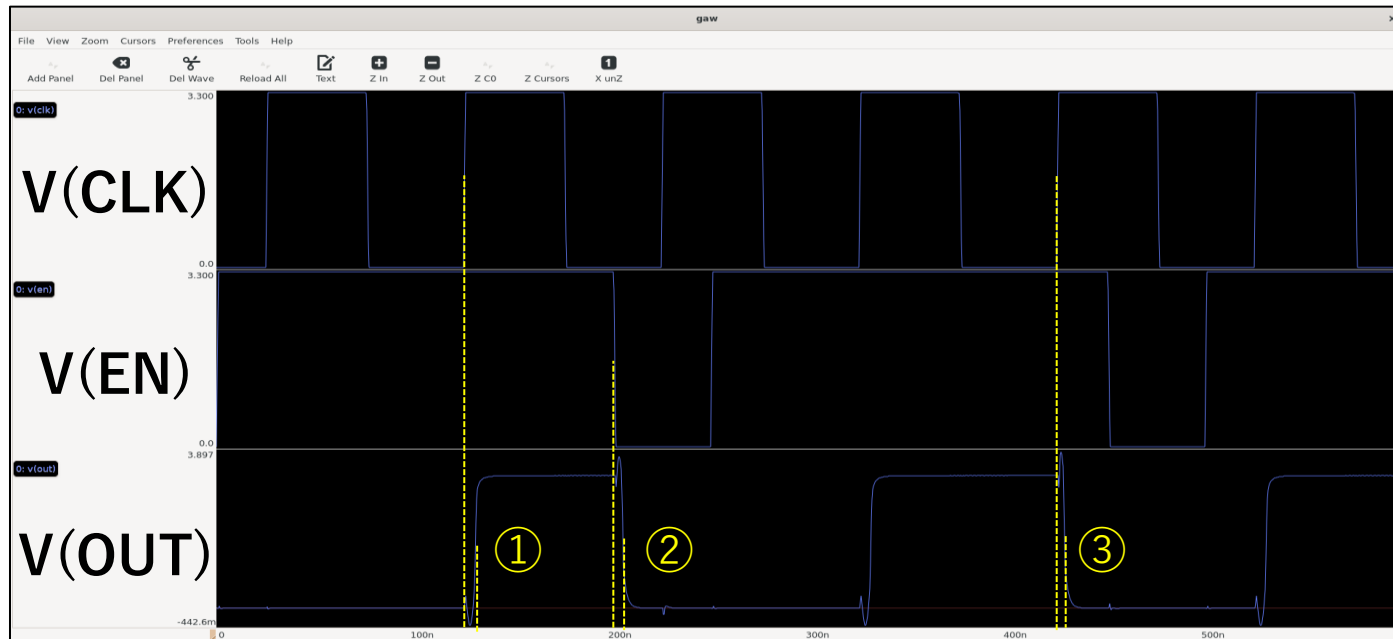 gaw
×
File View Zoom Cursors Preferences Tools Help
Add Panel Del Panel Del Wave Reload All Text Z In Z Out Z C0 Z Cursors X unZ
3.300
0: v(clk)
V(CLK)
0.0
3.300
0: v(en)
V(EN)
0.0
3.897
0: v(out)
V(OUT)
① ② ③
-442.6m
0 100n 200n 300n 400n 500n